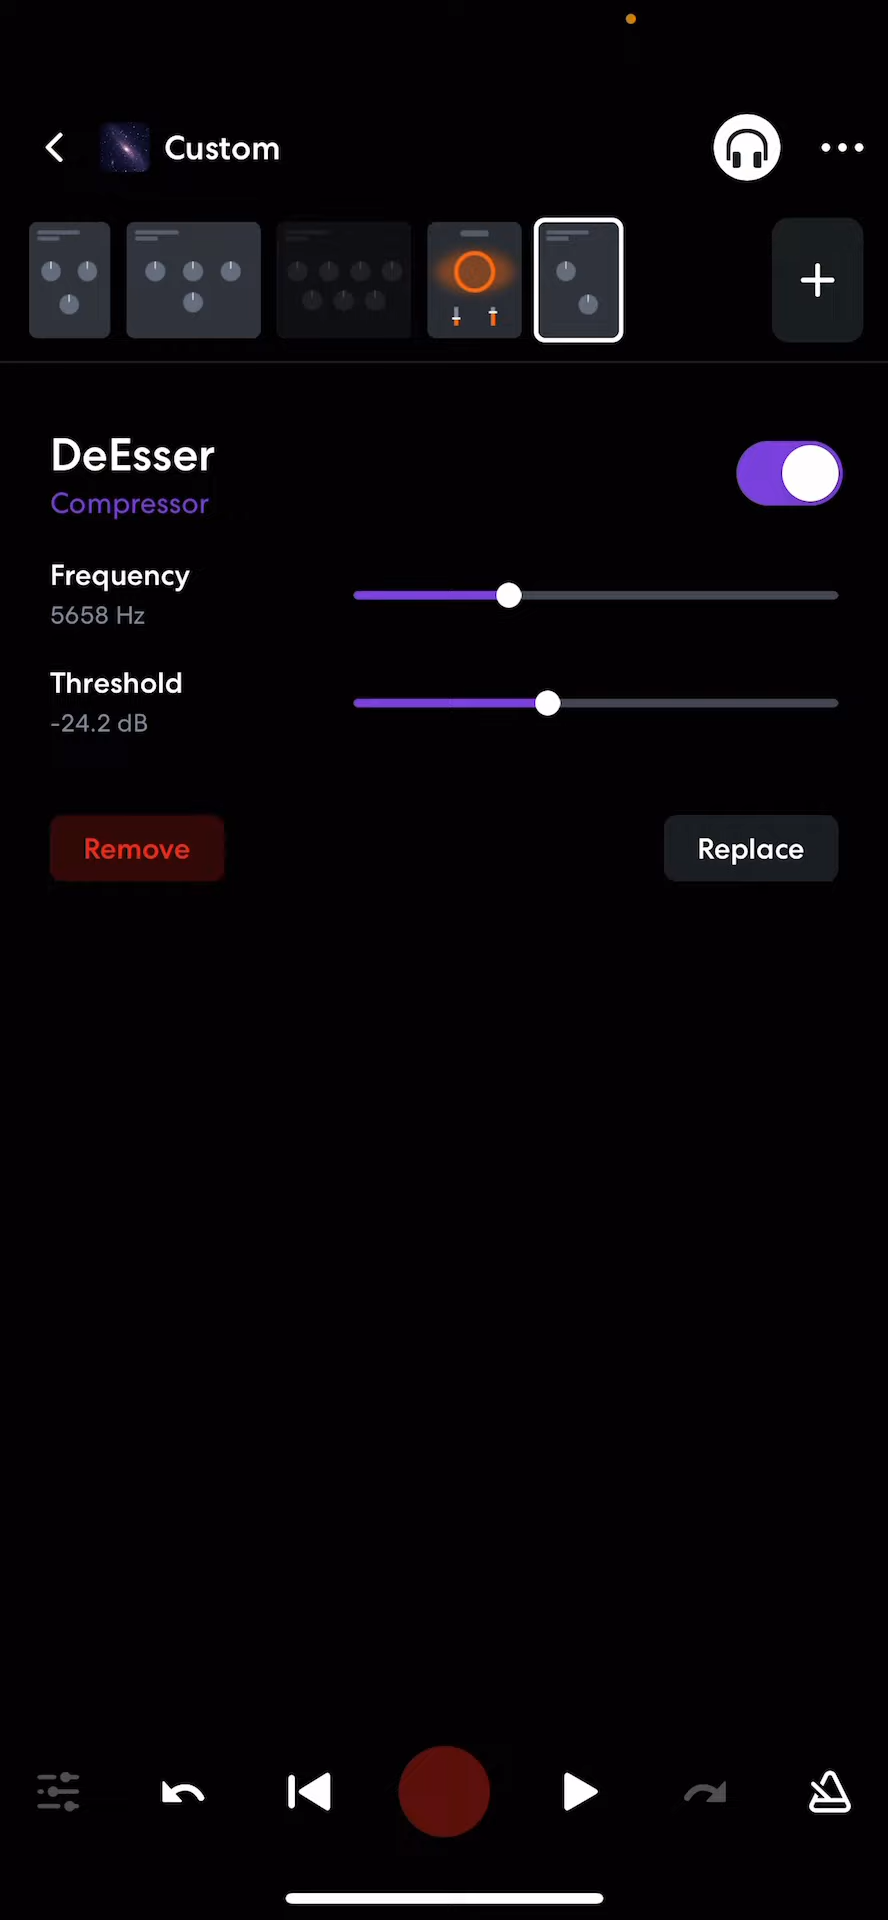 Custom
DeEsser
Compressor
Frequency
5658 Hz
Threshold
-24.2 dB
Remove
Replace